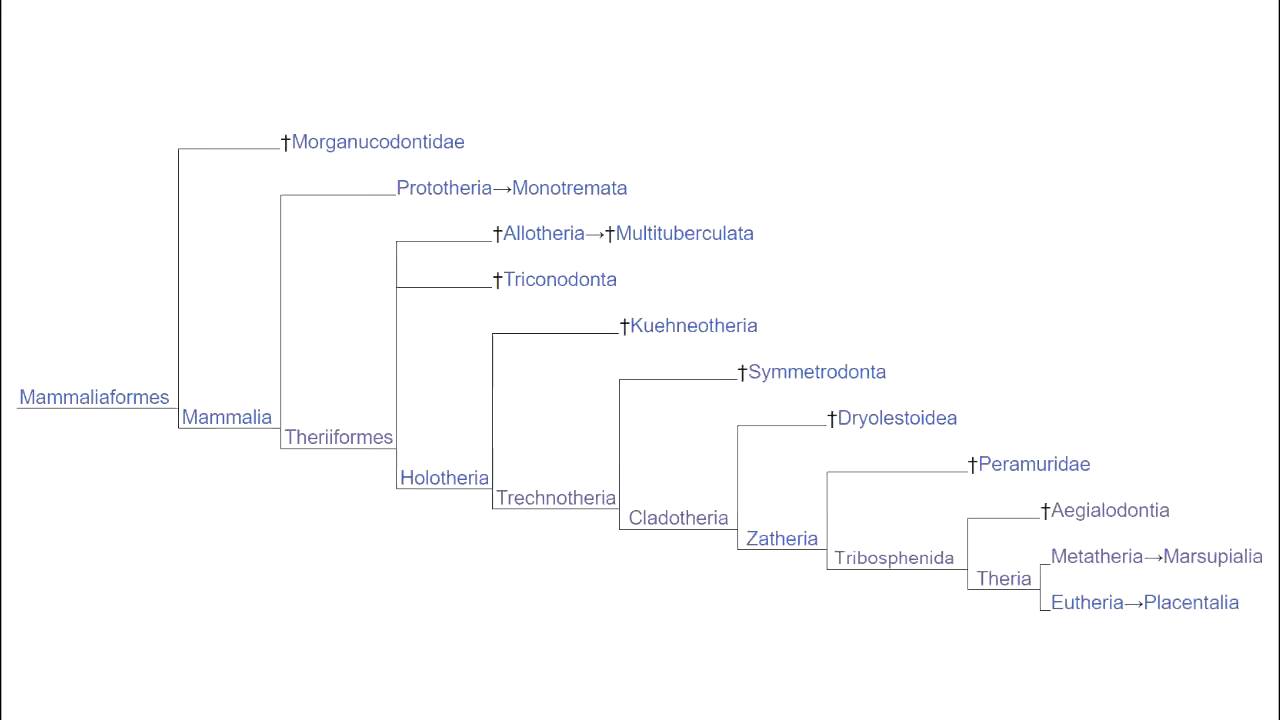 †Morganucodontidae
Prototheria→Monotremata
†Allotheria→†Multituberculata
†Triconodonta
†Kuehneotheria
†Symmetrodonta
Mammaliaformes
Mammalia
†Dryolestoidea
Theriiformes
†Peramuridae
Holotheria
Trechnotheria
†Aegialodontia
Cladotheria
Zatheria
Metatheria→Marsupialia
Tribosphenida
Theria
Eutheria→Placentalia